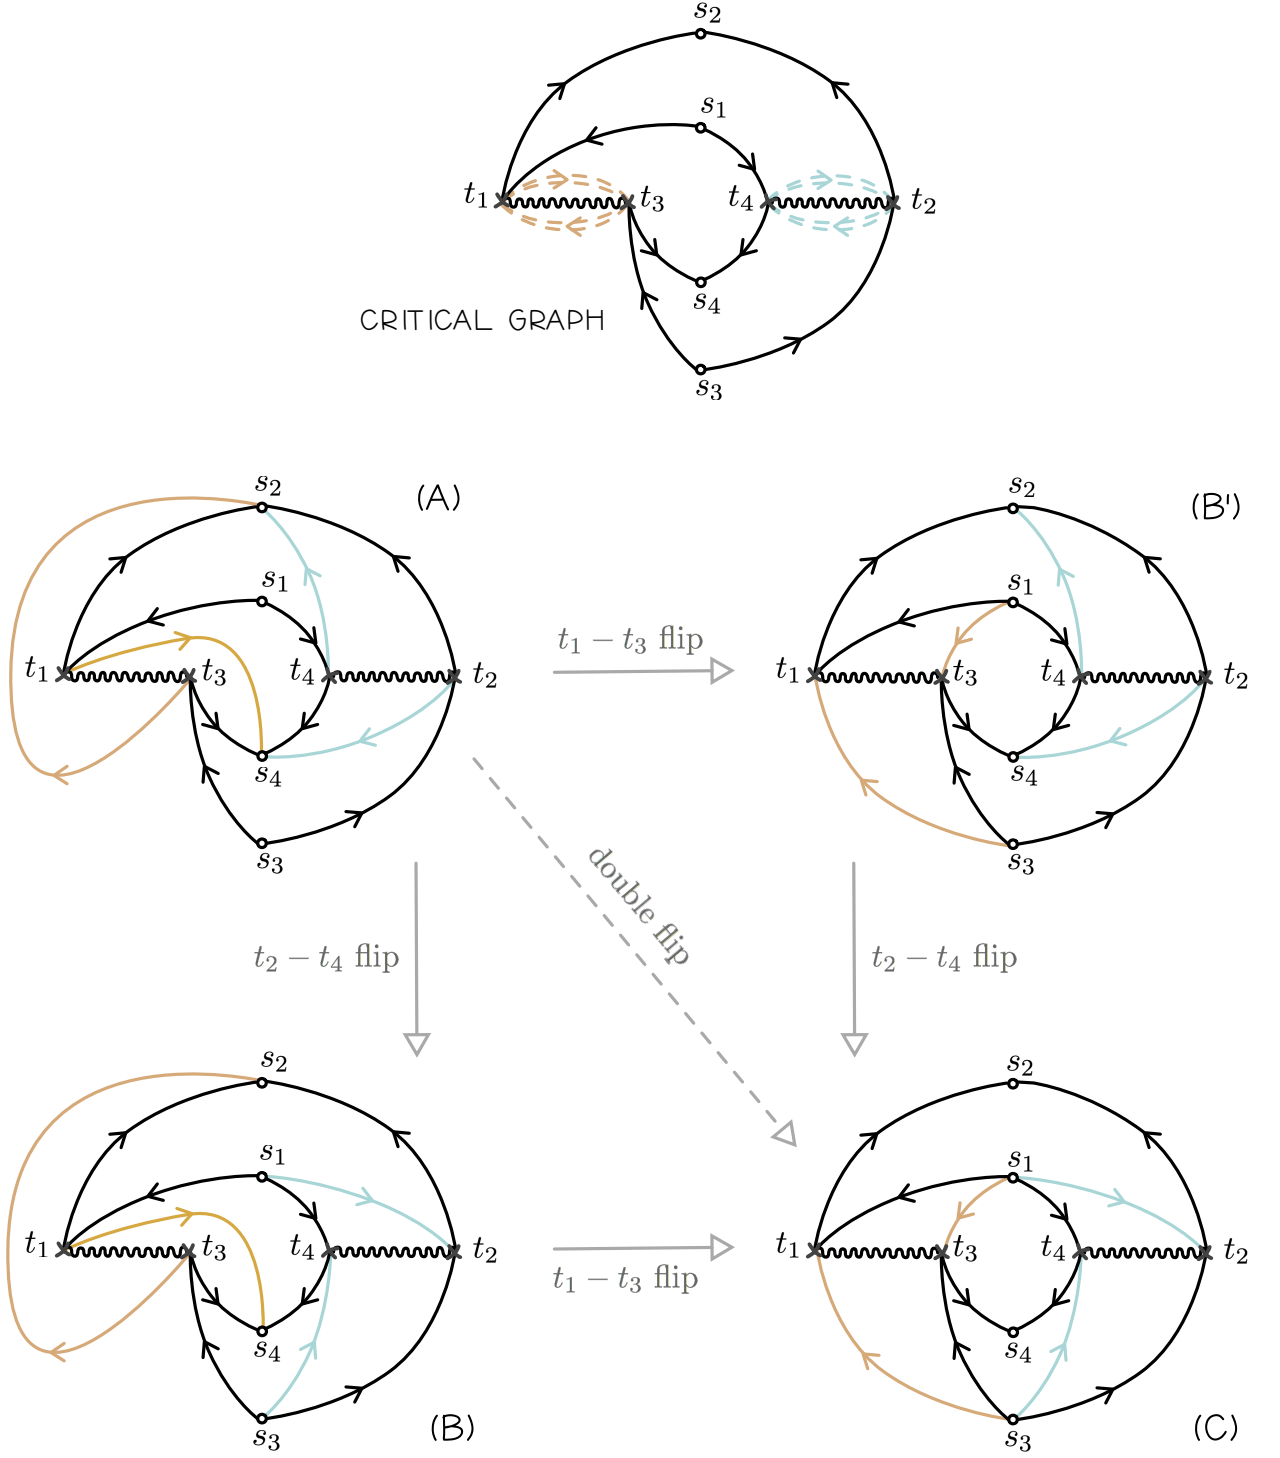 s₂
s₁
t₁ t₃ t₄ t₂
s₄
CRITICAL GRAPH
s₃
s₂ (A)
s₁
t₁ t₃ t₄ t₂
s₄
s₃
t₁ − t₃ flip
s₂ (B')
s₁
t₁ t₃ t₄ t₂
s₄
s₃
t₂ − t₄ flip
double flip
t₂ − t₄ flip
s₂
s₁
t₁ t₃ t₄ t₂
s₄
s₃ (B)
t₁ − t₃ flip
s₂
s₁
t₁ t₃ t₄ t₂
s₄
s₃ (C)